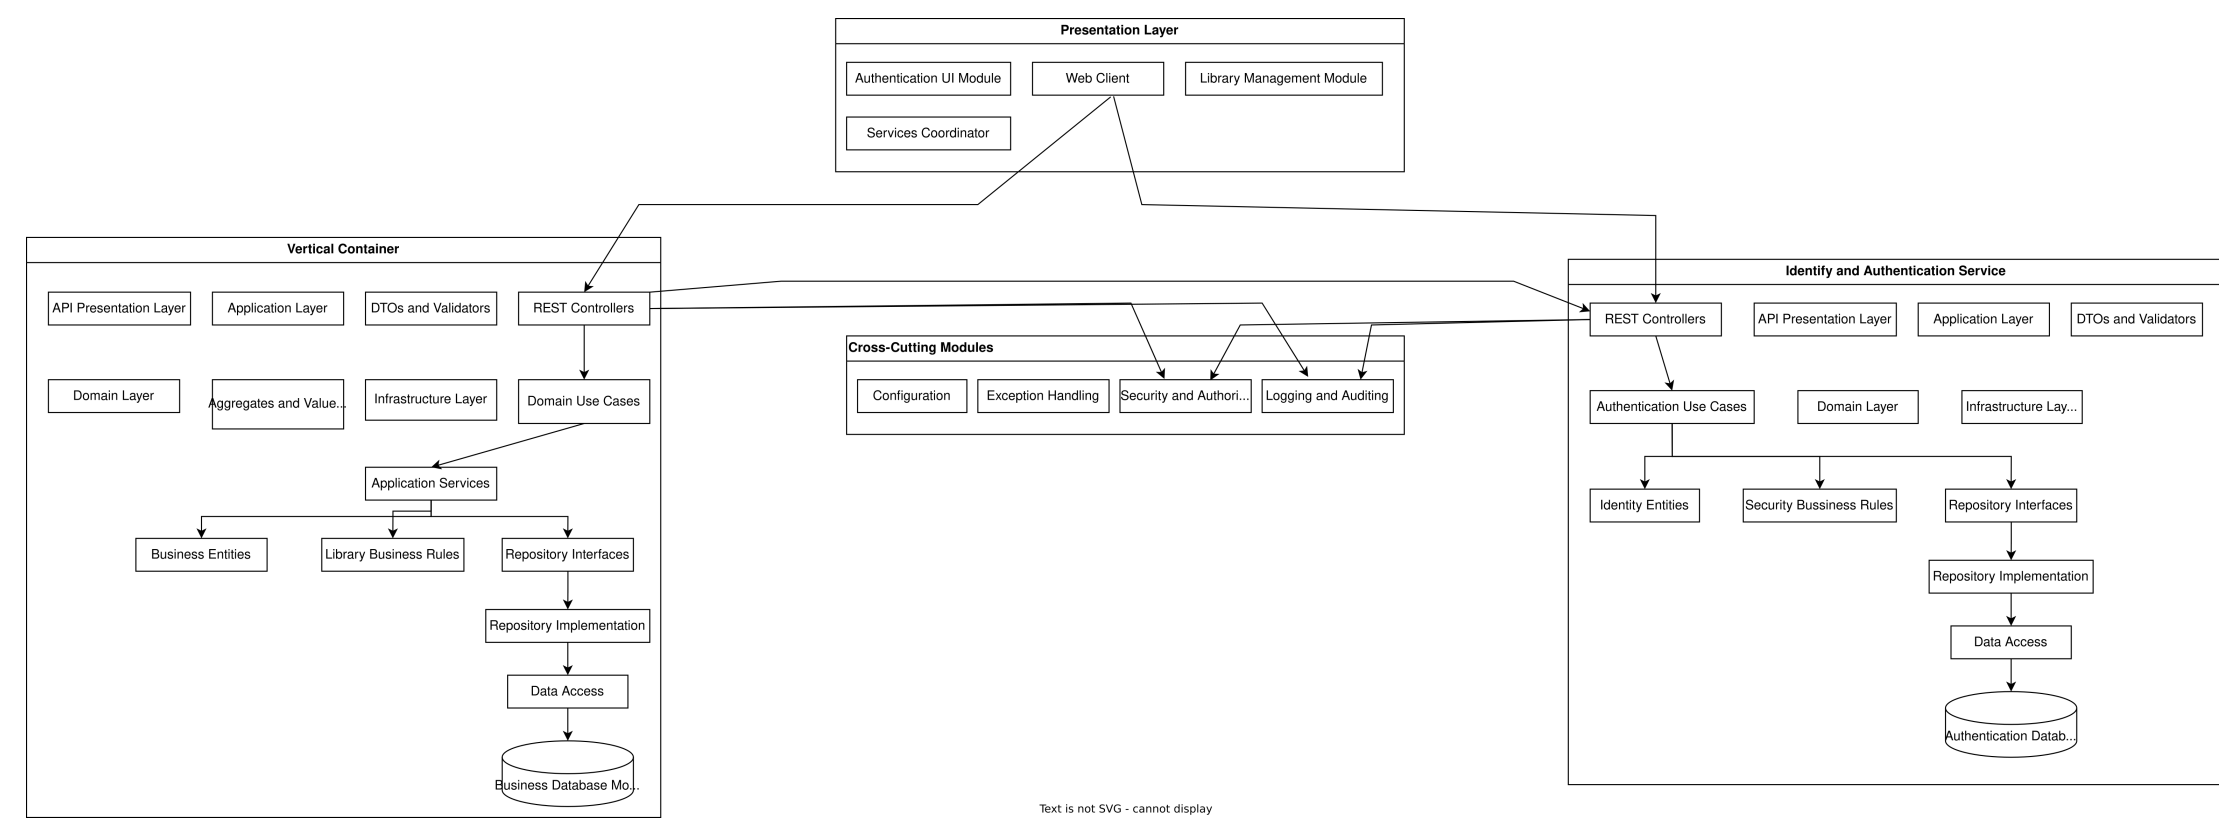 Presentation Layer
Authentication UI Module
Web Client
Library Management Module
Services Coordinator
Vertical Container
API Presentation Layer
Application Layer
DTOs and Validators
REST Controllers
Domain Layer
Aggregates and Value...
Infrastructure Layer
Domain Use Cases
Application Services
Business Entities
Library Business Rules
Repository Interfaces
Repository Implementation
Data Access
Business Database Mo...
Cross-Cutting Modules
Configuration
Exception Handling
Security and Authori...
Logging and Auditing
Identify and Authentication Service
REST Controllers
API Presentation Layer
Application Layer
DTOs and Validators
Authentication Use Cases
Domain Layer
Infrastructure Lay...
Identity Entities
Security Bussiness Rules
Repository Interfaces
Repository Implementation
Data Access
Authentication Datab...
Text is not SVG - cannot display